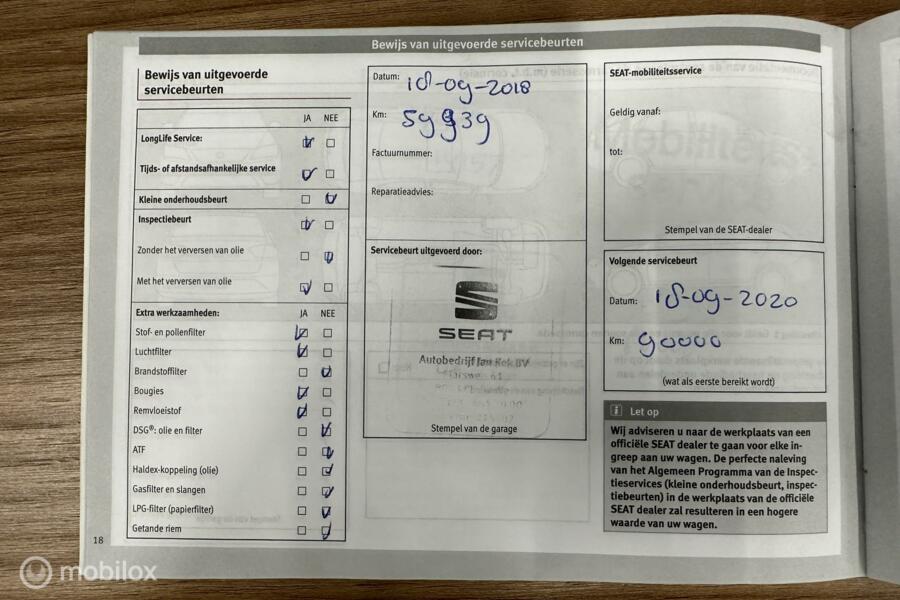 Bewijs van uitgevoerde servicebeurten
Bewijs van uitgevoerde
servicebeurten
JA NEE
LongLife Service:
Tijds- of afstandsafhankelijke service
Kleine onderhoudsbeurt
Inspectiebeurt
Zonder het verversen van olie
Met het verversen van olie
Extra werkzaamheden: JA NEE
Stof- en pollenfilter
Luchtfilter
Brandstoffilter
Bougies
Remvloeistof
DSG®: olie en filter
ATF
Haldex-koppeling (olie)
Gasfilter en slangen
LPG-filter (papierfilter)
Getande riem
18
Datum: 18-09-2018
Km:
Factuurnummer:
Reparatieadvies:
Servicebeurt uitgevoerd door:
SEAT
Autobedrijf Jan Kok BV
Stempel van de garage
SEAT-mobiliteitsservice
Geldig vanaf:
tot:
Stempel van de SEAT-dealer
Volgende servicebeurt
Datum: 18-09-2020
Km: 90000
(wat als eerste bereikt wordt)
i Let op
Wij adviseren u naar de werkplaats van een
officiële SEAT dealer te gaan voor elke in-
greep aan uw wagen. De perfecte naleving
van het Algemeen Programma van de Inspec-
tieservices (kleine onderhoudsbeurt, inspec-
tiebeurten) in de werkplaats van de officiële
SEAT dealer zal resulteren in een hogere
waarde van uw wagen.
mobilox